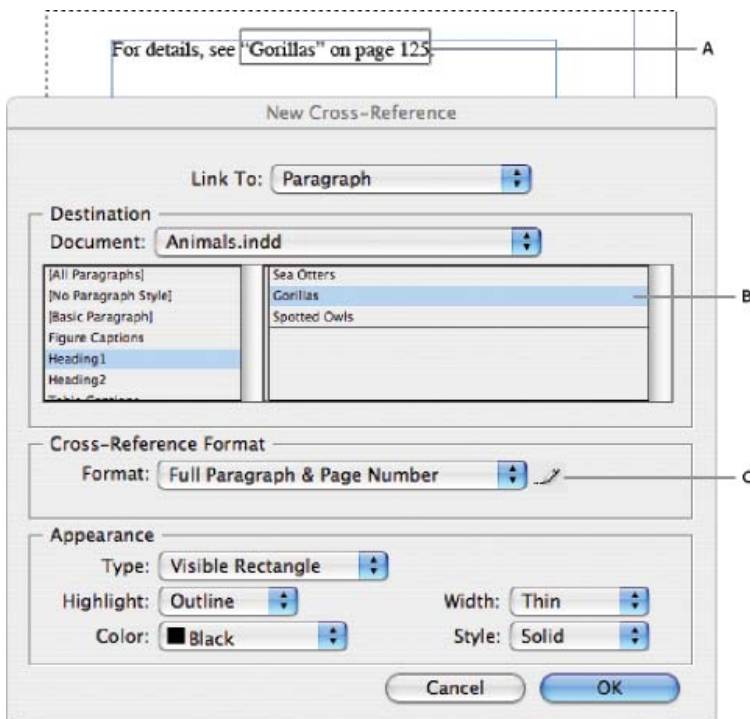 For details, see “Gorillas” on page 125.
A
New Cross-Reference
Link To: Paragraph
Destination
Document: Animals.indd
[All Paragraphs]
[No Paragraph Style]
[Basic Paragraph]
Figure Captions
Heading1
Heading2
Table Captions
Sea Otters
Gorillas
Spotted Owls
B
Cross-Reference Format
Format: Full Paragraph & Page Number
C
Appearance
Type: Visible Rectangle
Highlight: Outline
Width: Thin
Color: Black
Style: Solid
Cancel
OK